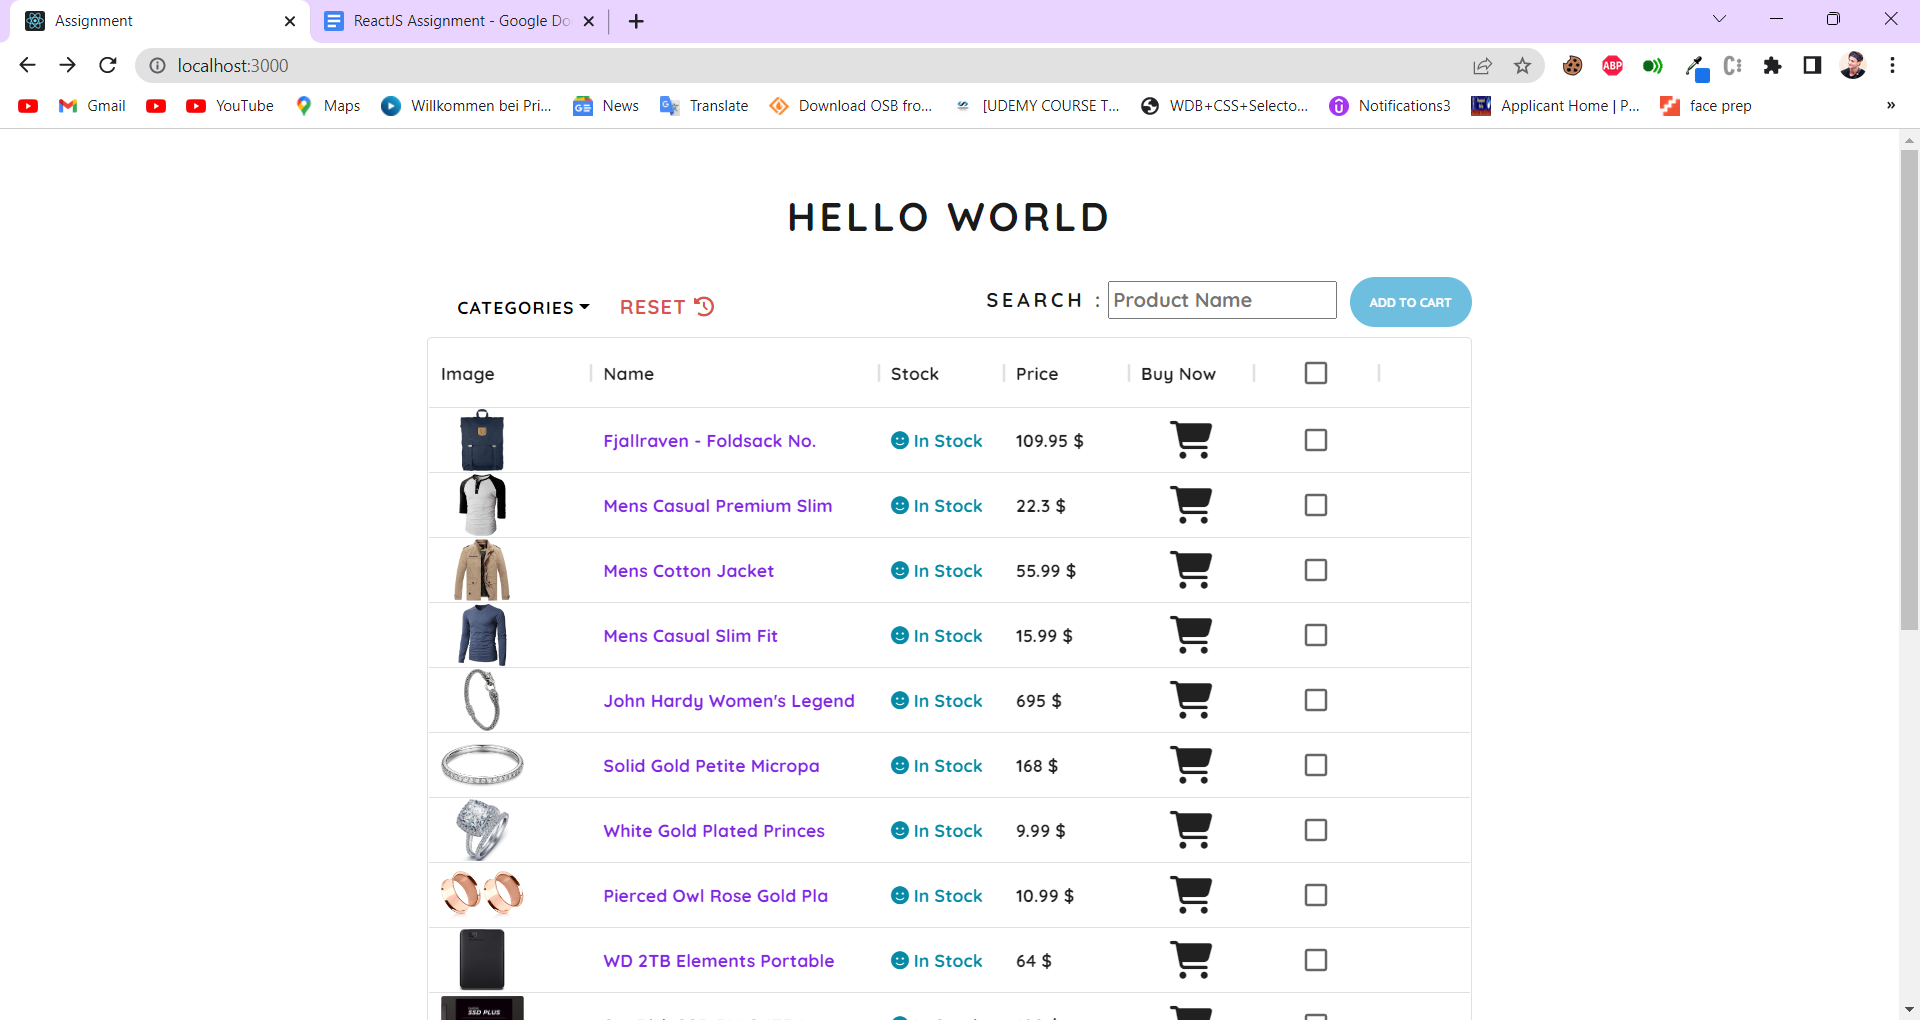 Assignment
ReactJS Assignment - Google Do
localhost:3000
ABP
Gmail YouTube Maps Willkommen bei Pri... News Translate Download OSB fro... [UDEMY COURSE T... WDB+CSS+Selecto... Notifications3 Applicant Home | P... face prep »
HELLO WORLD
CATEGORIES RESET SEARCH : Product Name ADD TO CART
Image Name Stock Price Buy Now
Fjallraven - Foldsack No. In Stock 109.95 $
Mens Casual Premium Slim In Stock 22.3 $
Mens Cotton Jacket In Stock 55.99 $
Mens Casual Slim Fit In Stock 15.99 $
John Hardy Women's Legend In Stock 695 $
Solid Gold Petite Micropa In Stock 168 $
White Gold Plated Princes In Stock 9.99 $
Pierced Owl Rose Gold Pla In Stock 10.99 $
WD 2TB Elements Portable In Stock 64 $
SSD PLUS